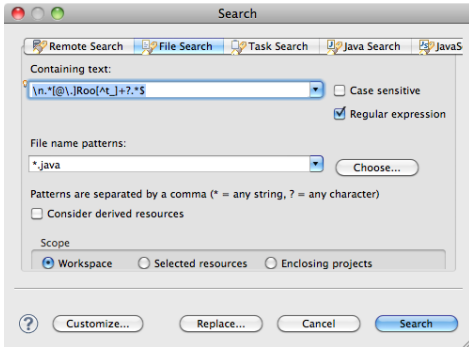 Search
Remote Search File Search Task Search Java Search JavaS
Containing text:
\n.*[@\.]Roo[^t_]+?.*$
Case sensitive
Regular expression
File name patterns:
*.java
Choose...
Patterns are separated by a comma (* = any string, ? = any character)
Consider derived resources
Scope
Workspace Selected resources Enclosing projects
? Customize... Replace... Cancel Search